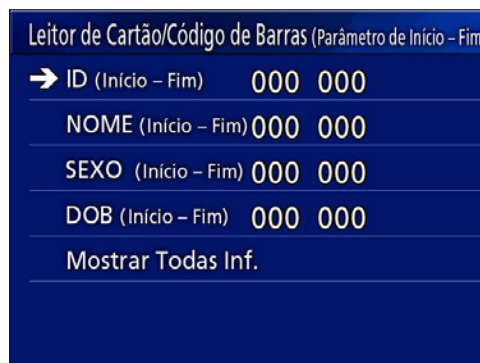 Leitor de Cartão/Código de Barras (Parâmetro de Início – Fim
ID (Início – Fim) 000 000
NOME (Início – Fim) 000 000
SEXO (Início – Fim) 000 000
DOB (Início – Fim) 000 000
Mostrar Todas Inf.